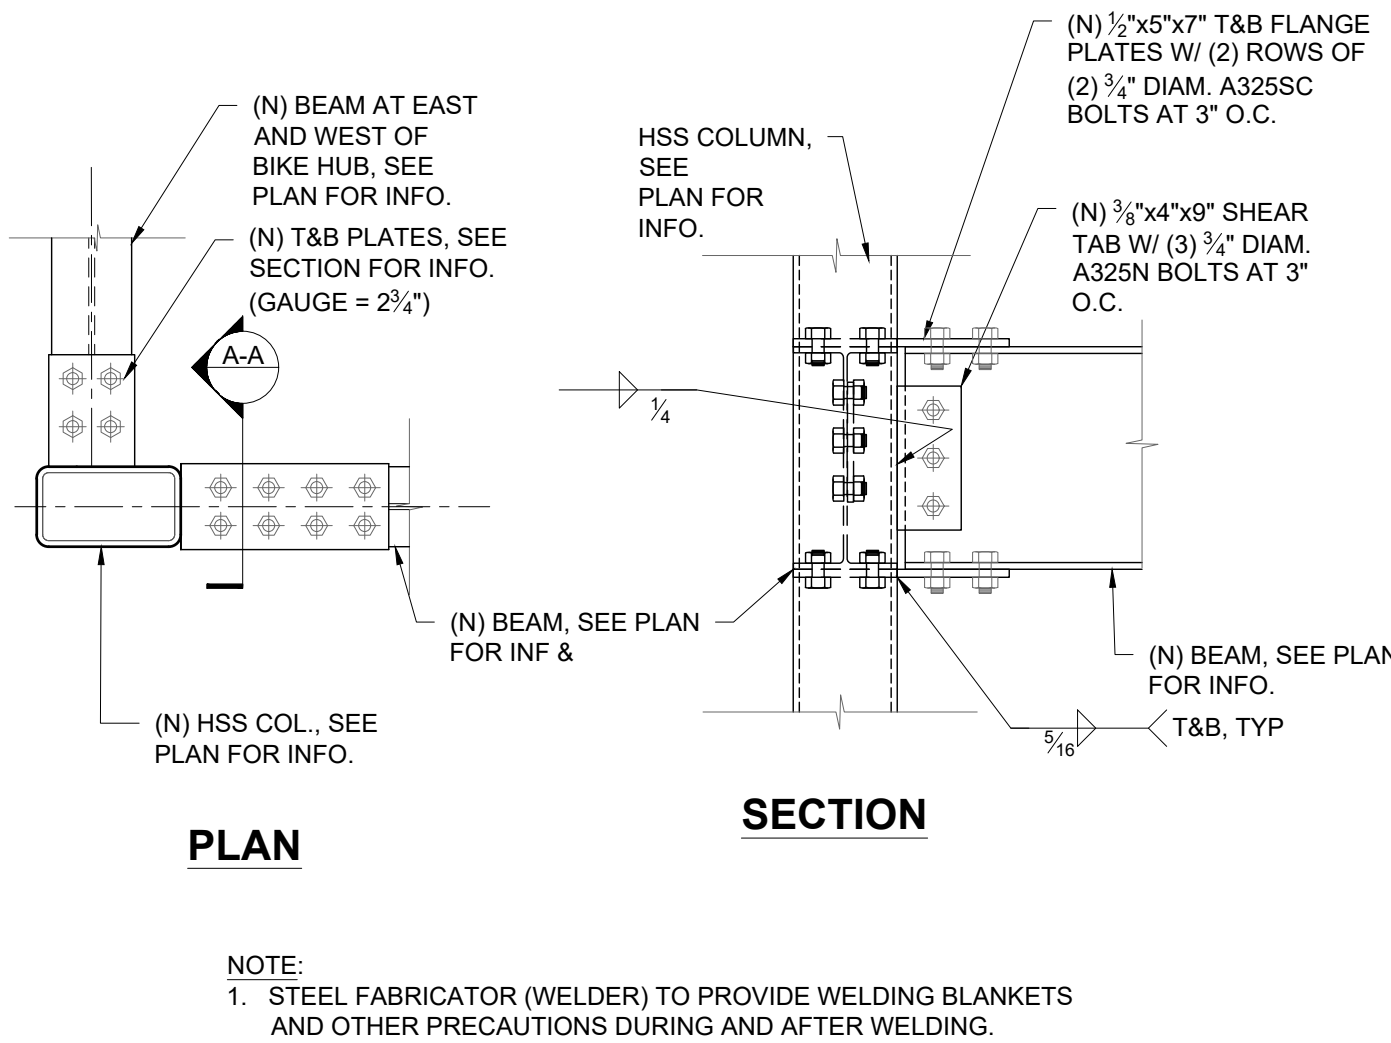 (N) BEAM AT EAST
AND WEST OF
BIKE HUB, SEE
PLAN FOR INFO.
(N) T&B PLATES, SEE
SECTION FOR INFO.
(GAUGE = 2¾")
A-A
(N) BEAM, SEE PLAN
FOR INF &
(N) HSS COL., SEE
PLAN FOR INFO.
PLAN
HSS COLUMN,
SEE
PLAN FOR
INFO.
(N) ½"x5"x7" T&B FLANGE
PLATES W/ (2) ROWS OF
(2) ¾" DIAM. A325SC
BOLTS AT 3" O.C.
(N) ⅜"x4"x9" SHEAR
TAB W/ (3) ¾" DIAM.
A325N BOLTS AT 3"
O.C.
1/4
(N) BEAM, SEE PLAN
FOR INFO.
5/16
T&B, TYP
SECTION
NOTE:
1. STEEL FABRICATOR (WELDER) TO PROVIDE WELDING BLANKETS
AND OTHER PRECAUTIONS DURING AND AFTER WELDING.